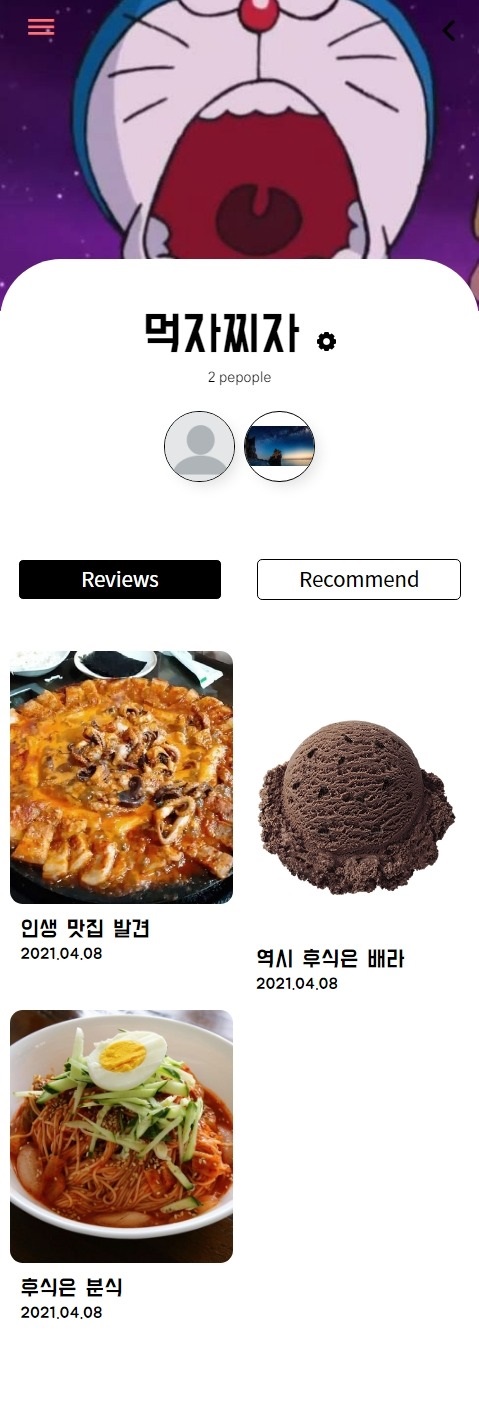 먹자찌자
2 pepople
Reviews
Recommend
인생 맛집 발견
2021.04.08
역시 후식은 배라
2021.04.08
후식은 분식
2021.04.08